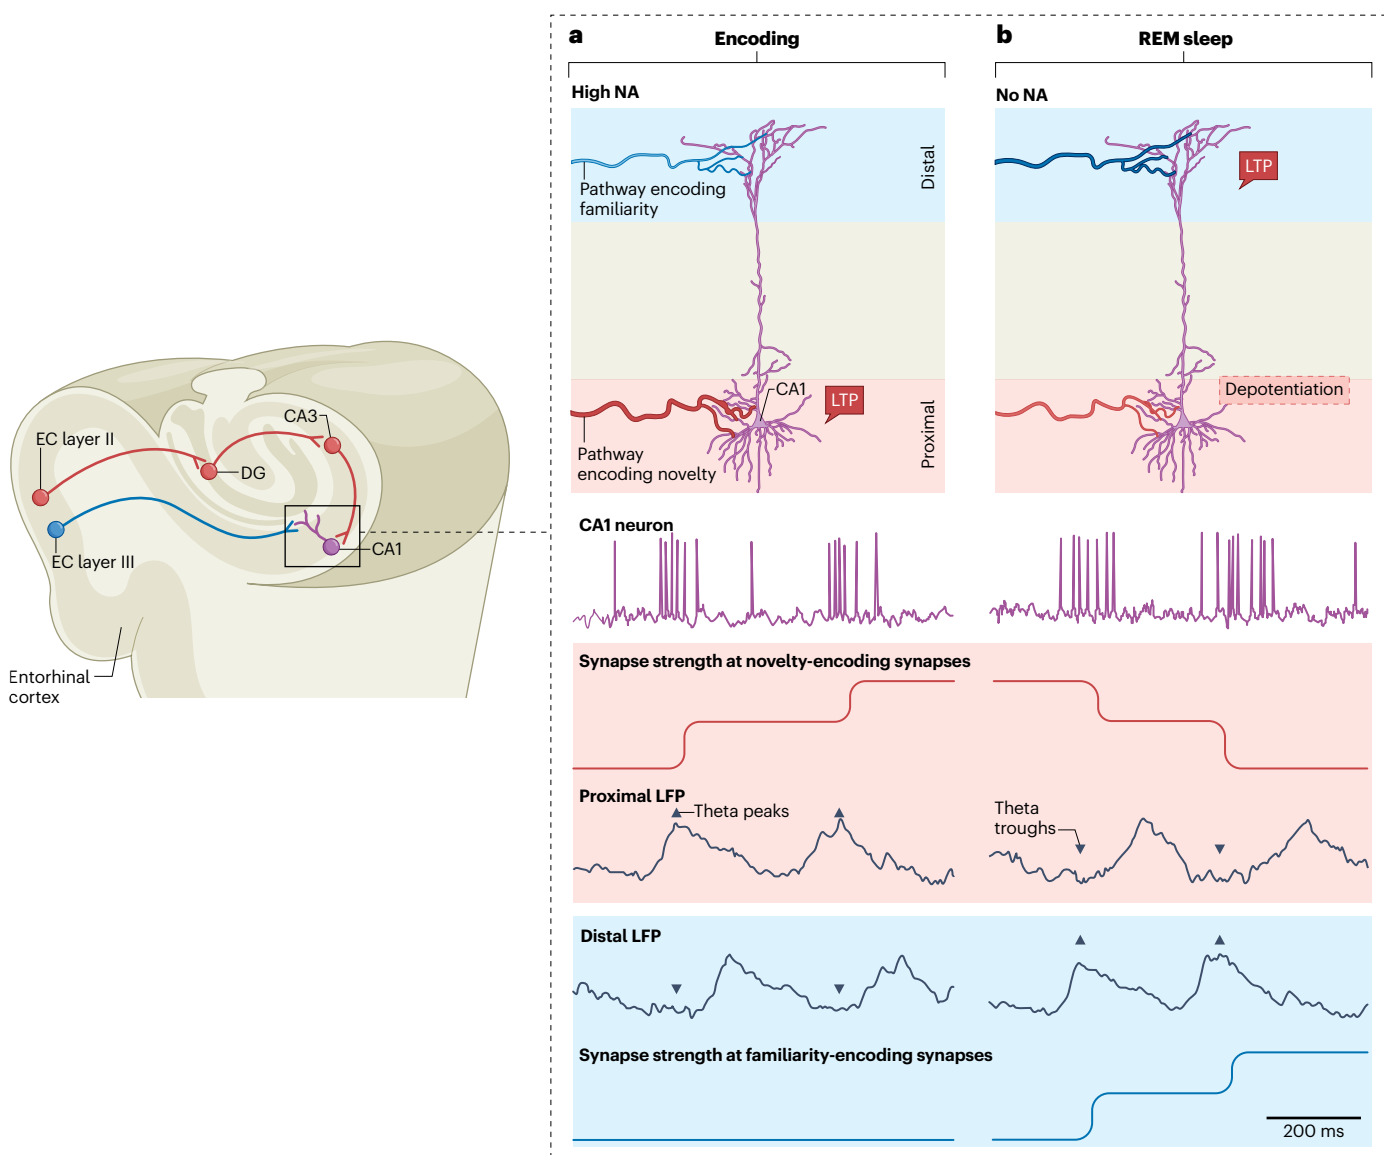 a
Encoding
b
REM sleep
High NA
No NA
Distal
Pathway encoding
familiarity
LTP
CA1
LTP
Proximal
Pathway
encoding novelty
Depotentiation
EC layer II
CA3
DG
EC layer III
CA1
Entorhinal
cortex
CA1 neuron
Synapse strength at novelty-encoding synapses
Proximal LFP
Theta peaks
Theta
troughs
Distal LFP
Synapse strength at familiarity-encoding synapses
200 ms